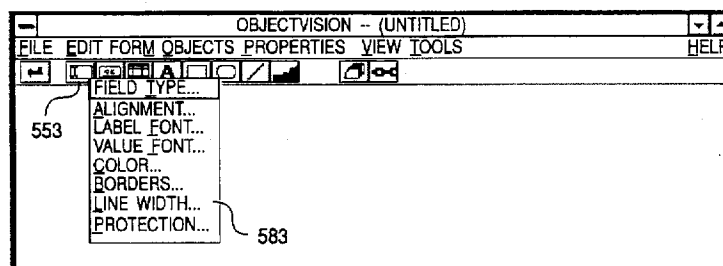 OBJECTVISION -- (UNTITLED)
FILE EDIT FORM OBJECTS PROPERTIES VIEW TOOLS HELP
A
FIELD TYPE...
ALIGNMENT...
LABEL FONT...
VALUE FONT...
COLOR...
BORDERS...
LINE WIDTH...
PROTECTION...
553
583